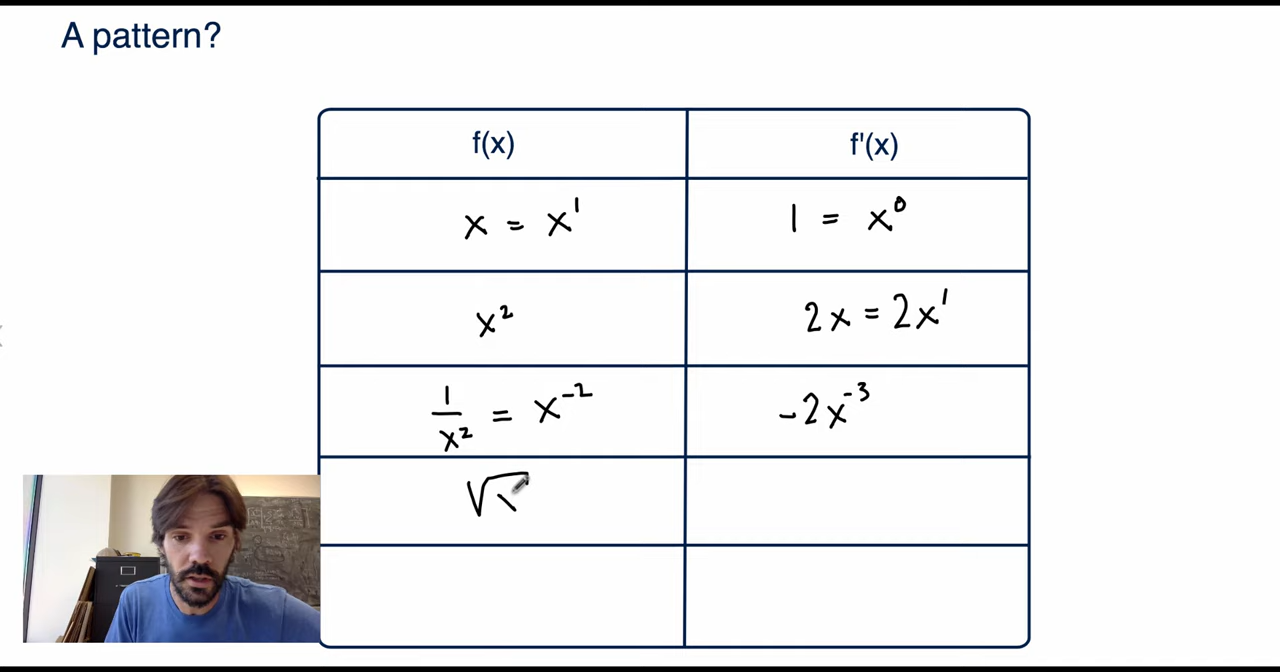 A pattern?
f(x) f'(x)
x = x¹ 1 = x⁰
x² 2x = 2x¹
1/x² = x⁻² -2x⁻³
√x